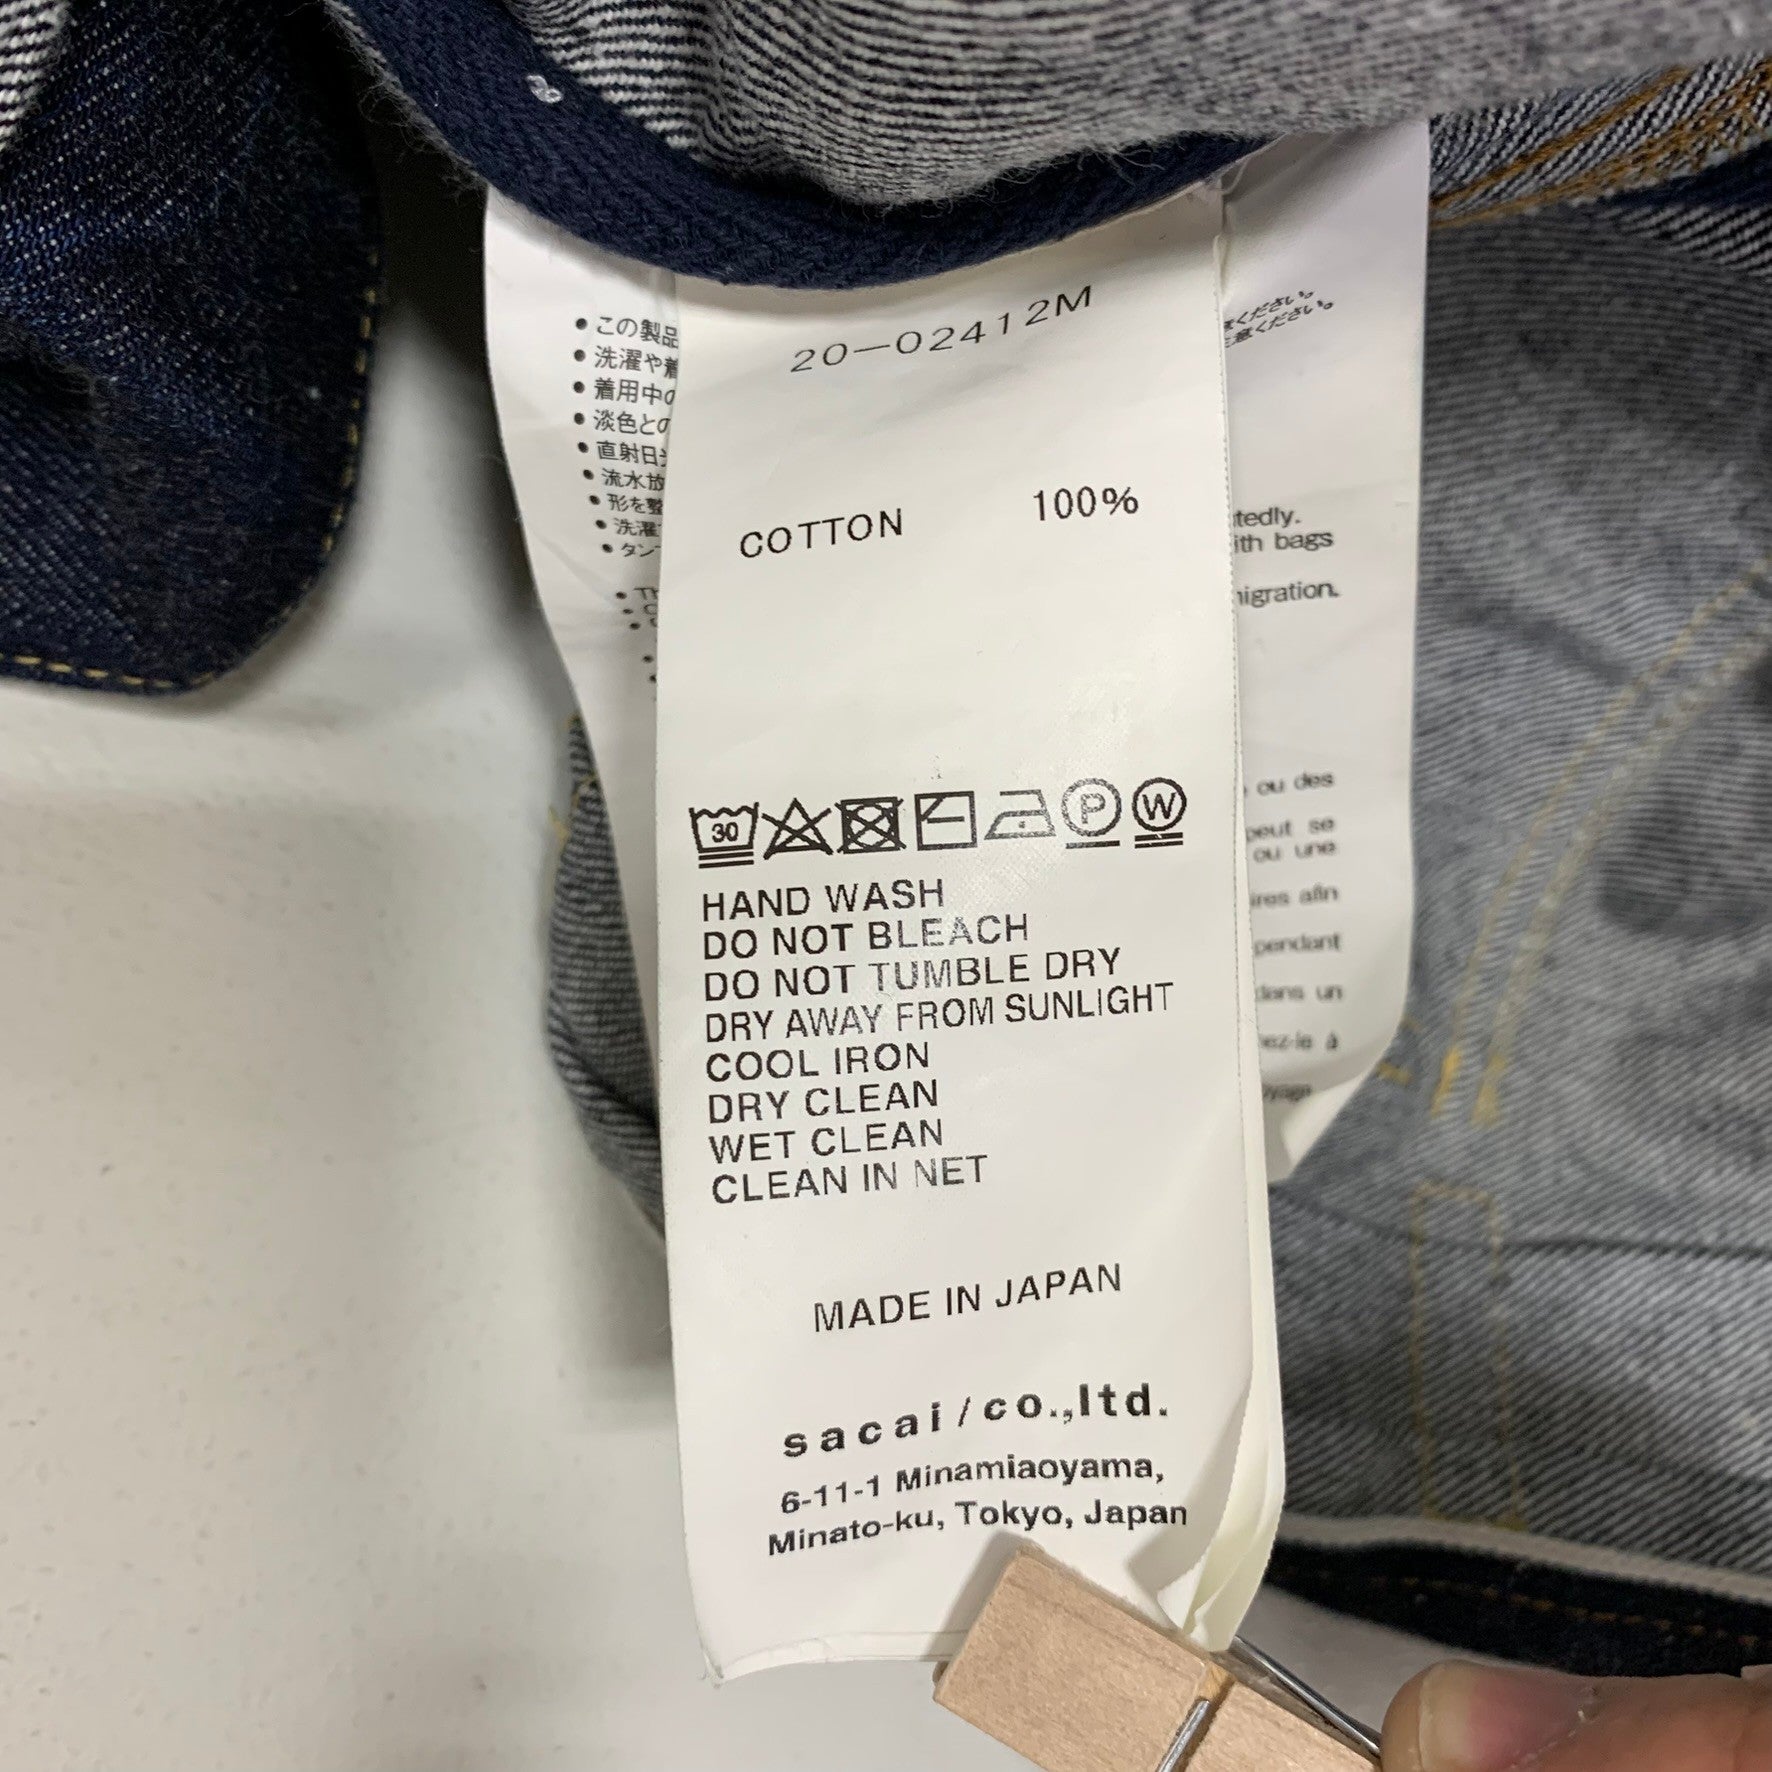 20-02412M
COTTON 100%
30 P W
HAND WASH
DO NOT BLEACH
DO NOT TUMBLE DRY
DRY AWAY FROM SUNLIGHT
COOL IRON
DRY CLEAN
WET CLEAN
CLEAN IN NET
MADE IN JAPAN
sacai / co.,ltd.
6-11-1 Minamiaoyama,
Minato-ku, Tokyo, Japan
•この製品
•洗濯や着
•着用中の
•淡色との
•直射日
•流水放
•形を整
•洗濯
•タン
ください。
意ください。
tedly.
ith bags
igration.
ou des
peut se
ou une
ires afin
pendant
dans un
ez-le à